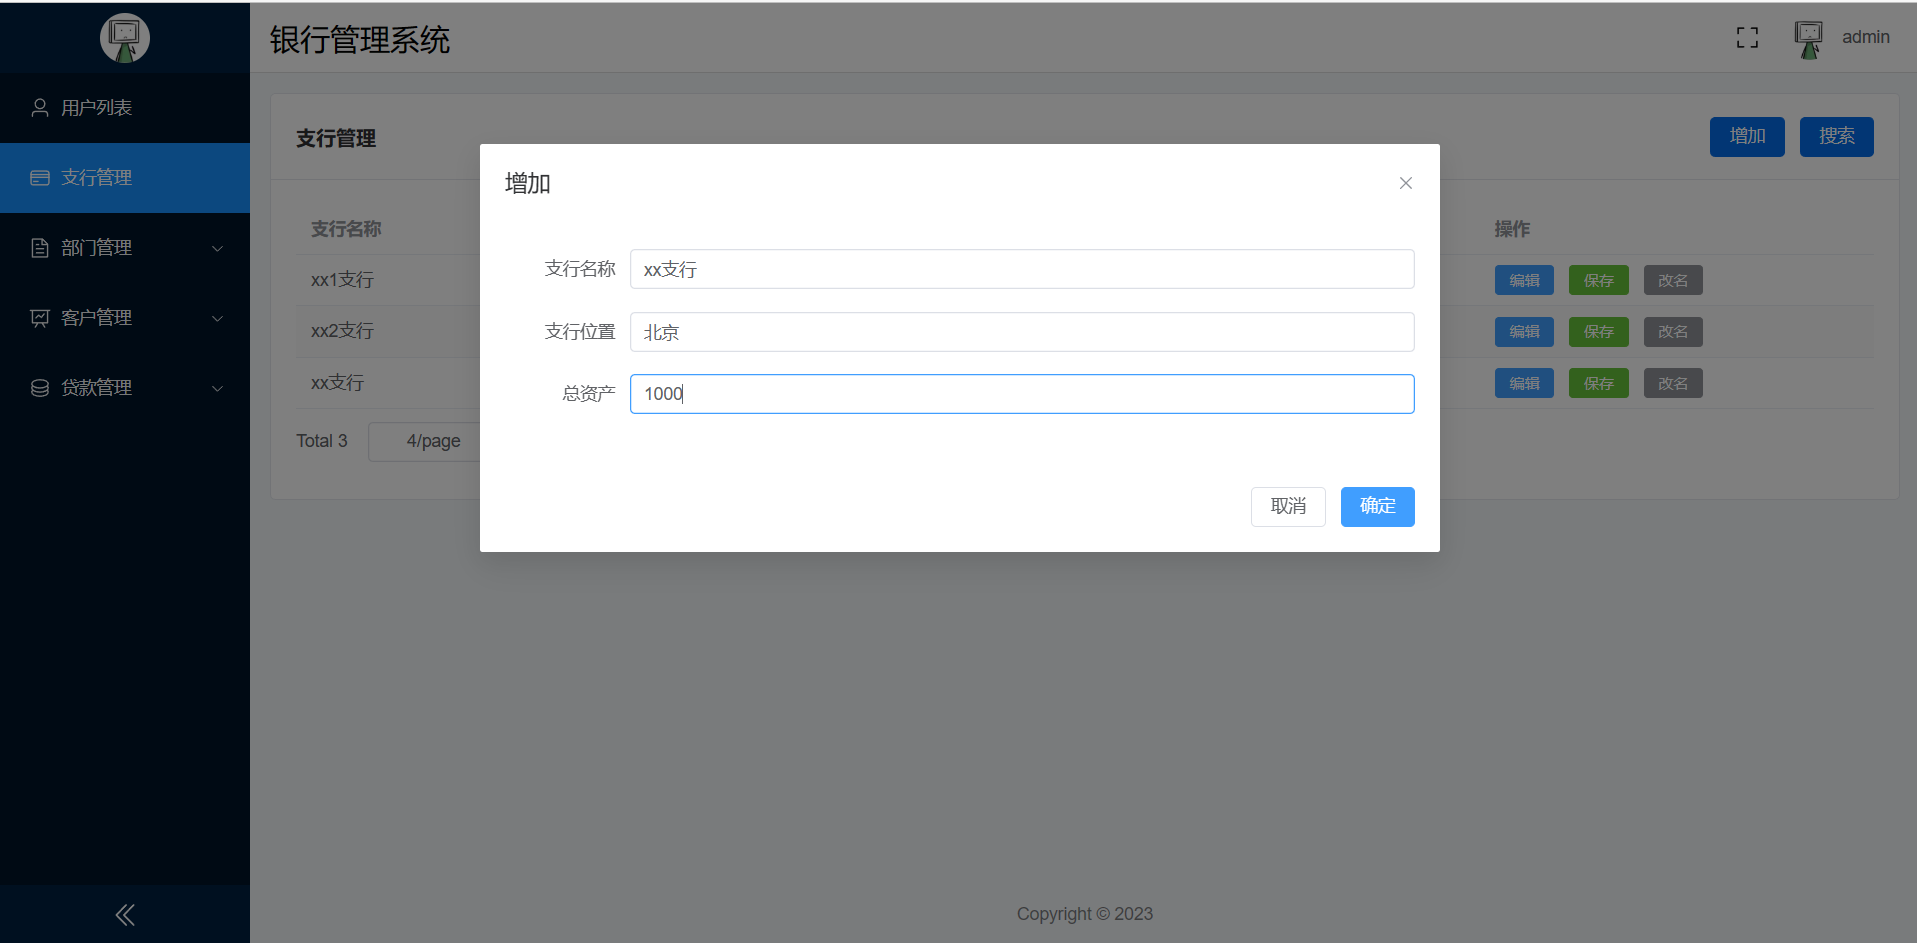 银行管理系统
admin
用户列表
支行管理
部门管理
客户管理
贷款管理
支行管理
增加 搜索
支行名称 操作
xx1支行 编辑 保存 改名
xx2支行 编辑 保存 改名
xx支行 编辑 保存 改名
Total 3 4/page
增加
支行名称 xx支行
支行位置 北京
总资产 1000
取消 确定
Copyright © 2023